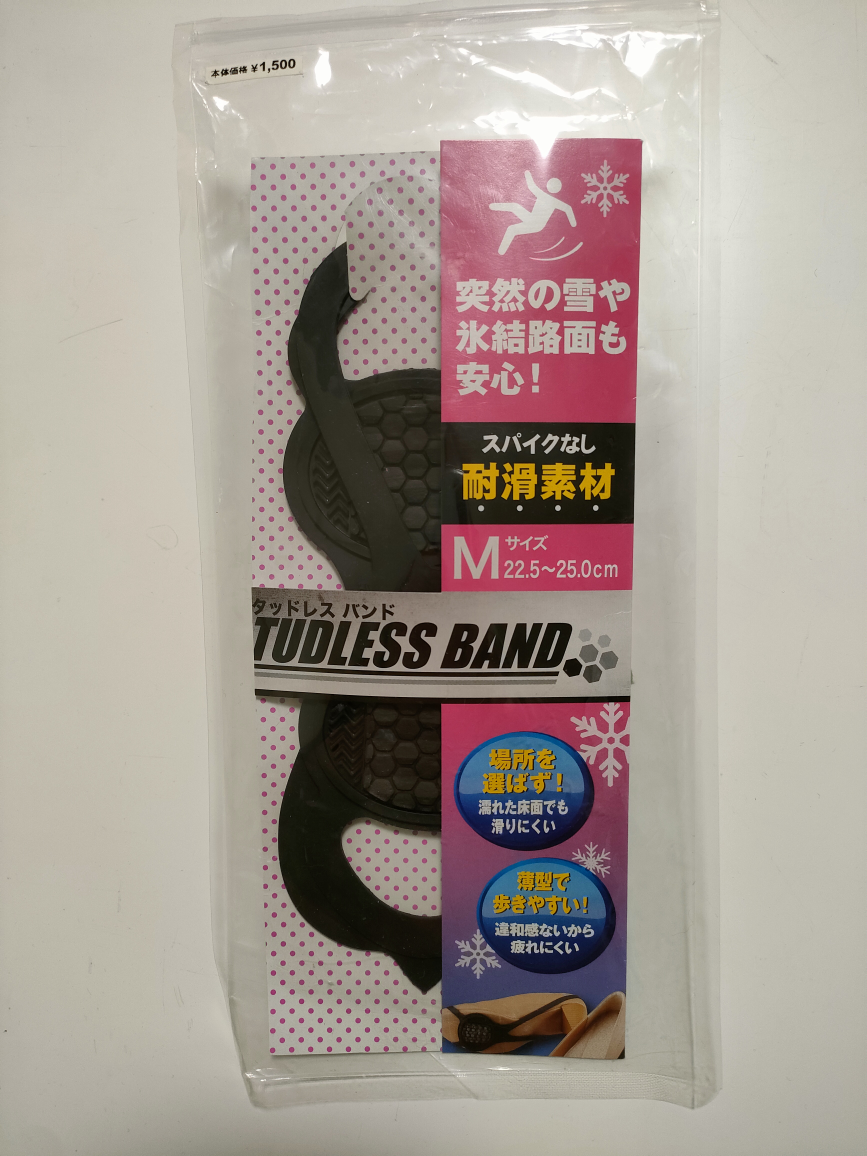 本体価格 ¥1,500
突然の雪や
氷結路面も
安心！
スパイクなし
耐滑素材
M サイズ
22.5～25.0cm
タッドレス バンド
TUDLESS BAND
場所を
選ばず！
濡れた床面でも
滑りにくい
薄型で
歩きやすい！
違和感ないから
疲れにくい